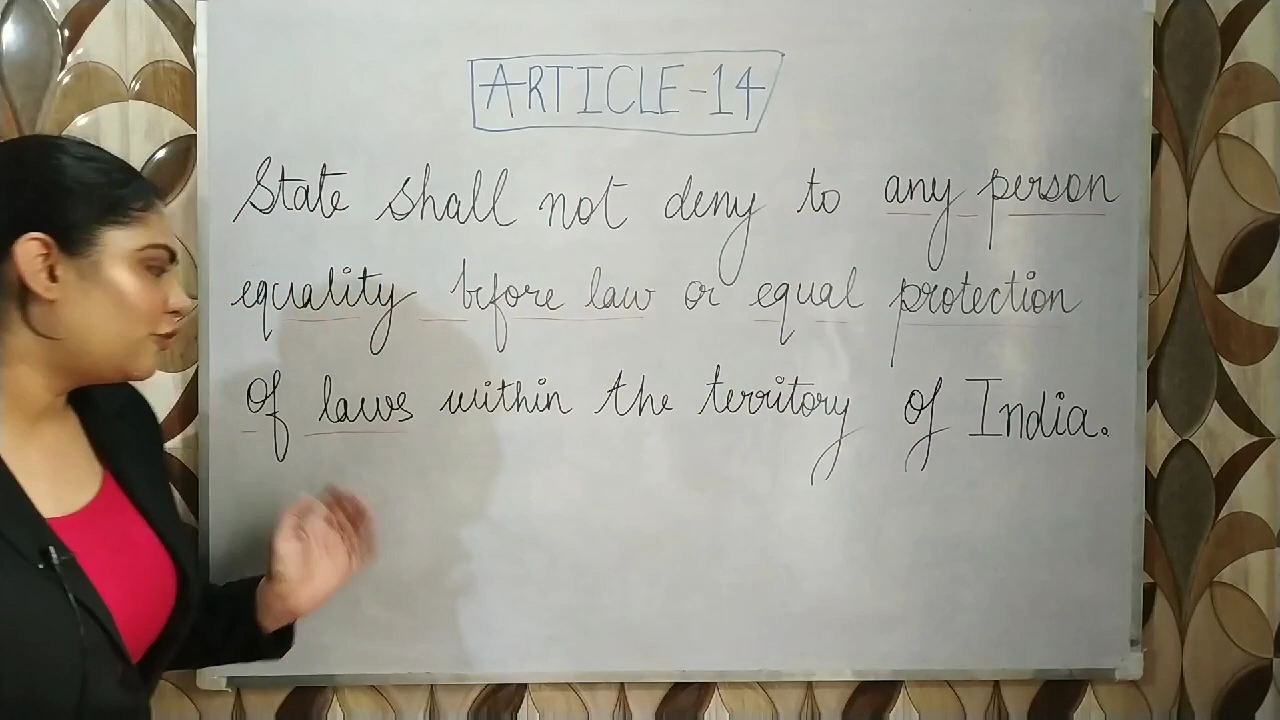 ARTICLE-14
State shall not deny to any person
equality before law or equal protection
of laws within the territory of India.